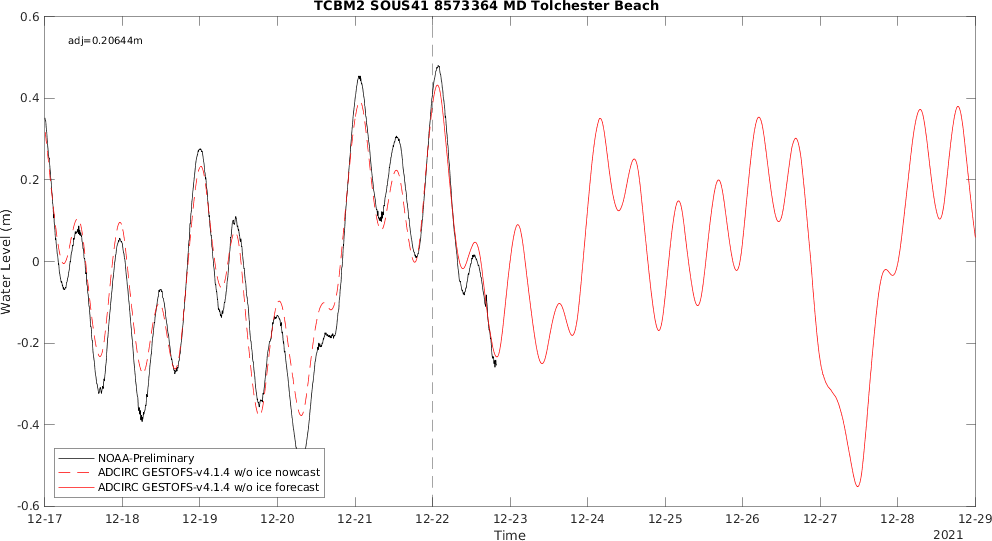 TCBM2 SOUS41 8573364 MD Tolchester Beach
adj=0.20644m
Water Level (m)
0.6
0.4
0.2
0
-0.2
-0.4
-0.6
NOAA-Preliminary
ADCIRC GESTOFS-v4.1.4 w/o ice nowcast
ADCIRC GESTOFS-v4.1.4 w/o ice forecast
12-17 12-18 12-19 12-20 12-21 12-22 12-23 12-24 12-25 12-26 12-27 12-28 12-29
Time
2021